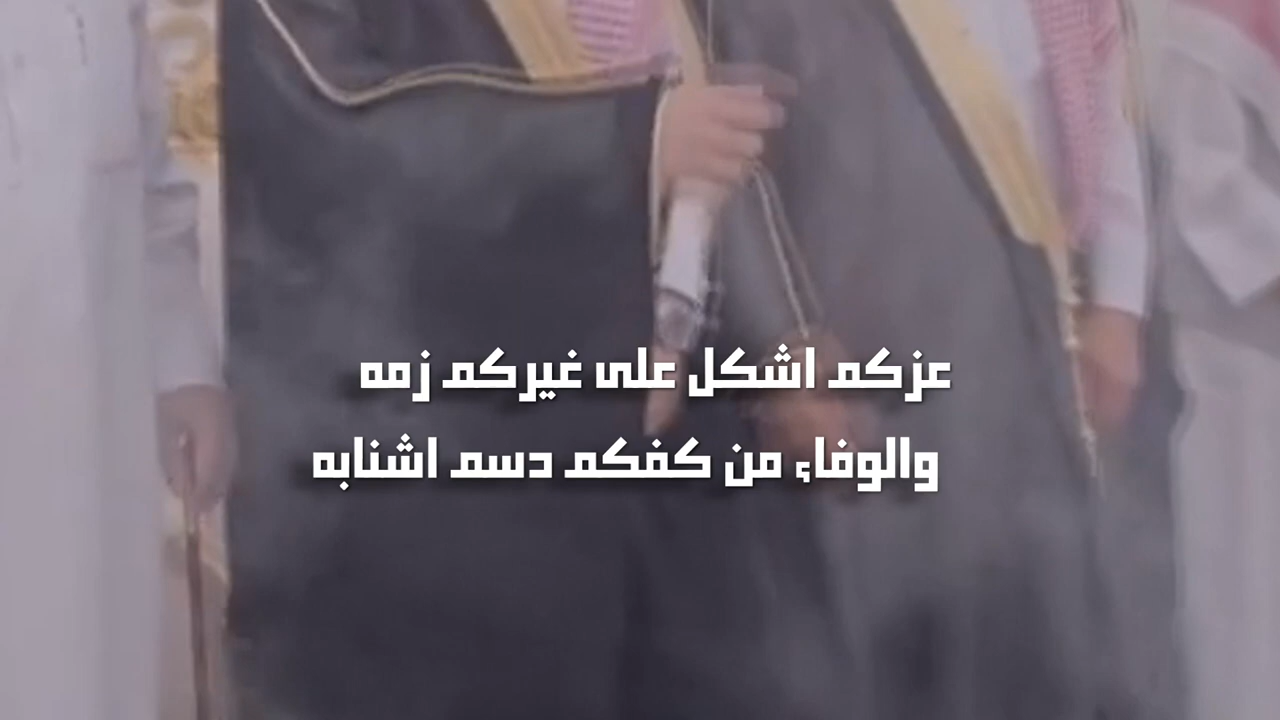 عزكم اشكل على غيركم زمه
والوفاء من كفكم دسم اشنابه